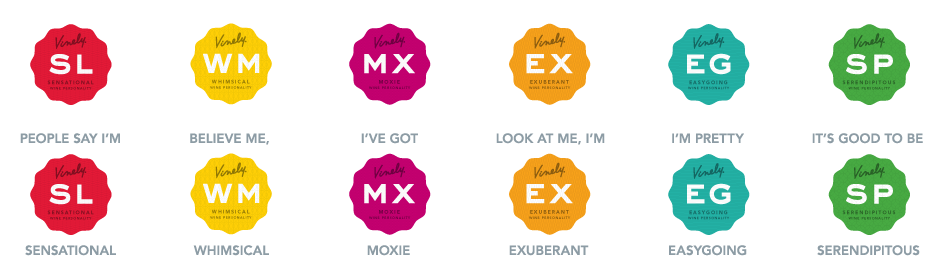 Vinely Vinely Vinely Vinely Vinely Vinely
SL WM MX EX EG SP
SENSATIONAL WHIMSICAL MOXIE EXUBERANT EASYGOING SERENDIPITOUS
WINE PERSONALITY WINE PERSONALITY WINE PERSONALITY WINE PERSONALITY WINE PERSONALITY WINE PERSONALITY
PEOPLE SAY I'M BELIEVE ME, I'VE GOT LOOK AT ME, I'M I'M PRETTY IT'S GOOD TO BE
Vinely Vinely Vinely Vinely Vinely Vinely
SL WM MX EX EG SP
SENSATIONAL WHIMSICAL MOXIE EXUBERANT EASYGOING SERENDIPITOUS
WINE PERSONALITY WINE PERSONALITY WINE PERSONALITY WINE PERSONALITY WINE PERSONALITY WINE PERSONALITY
SENSATIONAL WHIMSICAL MOXIE EXUBERANT EASYGOING SERENDIPITOUS